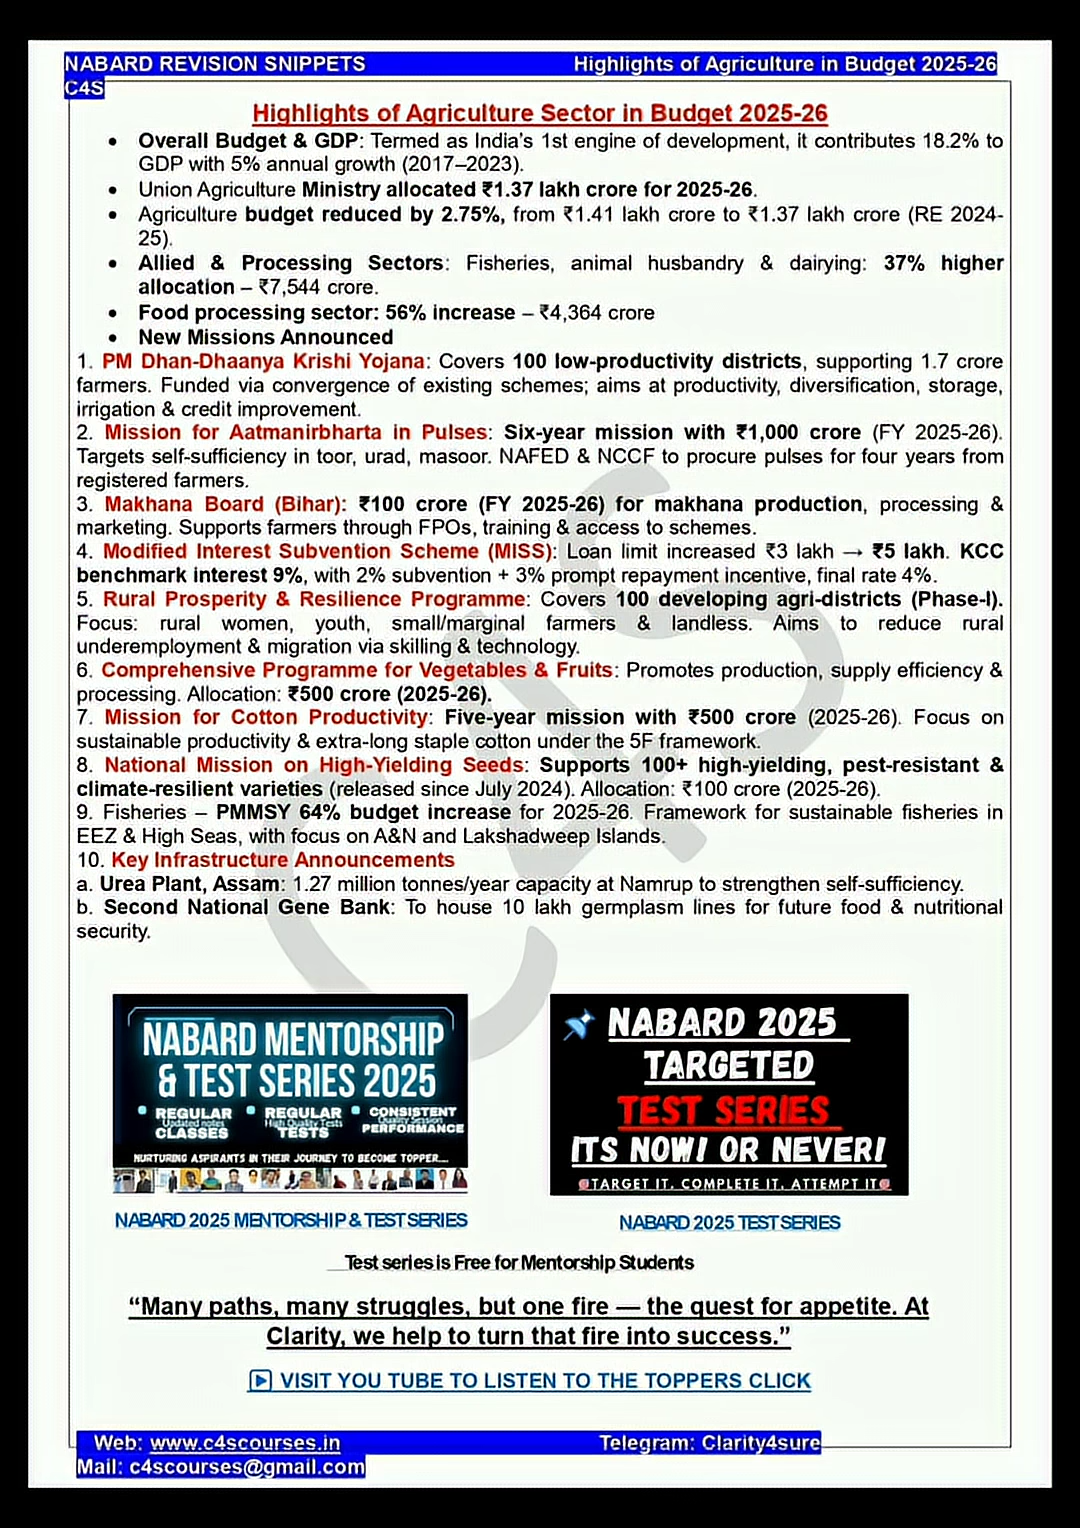 NABARD REVISION SNIPPETS Highlights of Agriculture in Budget 2025-26
C4S
Highlights of Agriculture Sector in Budget 2025-26
• Overall Budget & GDP: Termed as India’s 1st engine of development, it contributes 18.2% to
GDP with 5% annual growth (2017–2023).
• Union Agriculture Ministry allocated ₹1.37 lakh crore for 2025-26.
• Agriculture budget reduced by 2.75%, from ₹1.41 lakh crore to ₹1.37 lakh crore (RE 2024-
25).
• Allied & Processing Sectors: Fisheries, animal husbandry & dairying: 37% higher
allocation – ₹7,544 crore.
• Food processing sector: 56% increase – ₹4,364 crore
• New Missions Announced
1. PM Dhan-Dhaanya Krishi Yojana: Covers 100 low-productivity districts, supporting 1.7 crore
farmers. Funded via convergence of existing schemes; aims at productivity, diversification, storage,
irrigation & credit improvement.
2. Mission for Aatmanirbharta in Pulses: Six-year mission with ₹1,000 crore (FY 2025-26).
Targets self-sufficiency in toor, urad, masoor. NAFED & NCCF to procure pulses for four years from
registered farmers.
3. Makhana Board (Bihar): ₹100 crore (FY 2025-26) for makhana production, processing &
marketing. Supports farmers through FPOs, training & access to schemes.
4. Modified Interest Subvention Scheme (MISS): Loan limit increased ₹3 lakh → ₹5 lakh. KCC
benchmark interest 9%, with 2% subvention + 3% prompt repayment incentive, final rate 4%.
5. Rural Prosperity & Resilience Programme: Covers 100 developing agri-districts (Phase-I).
Focus: rural women, youth, small/marginal farmers & landless. Aims to reduce rural
underemployment & migration via skilling & technology.
6. Comprehensive Programme for Vegetables & Fruits: Promotes production, supply efficiency &
processing. Allocation: ₹500 crore (2025-26).
7. Mission for Cotton Productivity: Five-year mission with ₹500 crore (2025-26). Focus on
sustainable productivity & extra-long staple cotton under the 5F framework.
8. National Mission on High-Yielding Seeds: Supports 100+ high-yielding, pest-resistant &
climate-resilient varieties (released since July 2024). Allocation: ₹100 crore (2025-26).
9. Fisheries – PMMSY 64% budget increase for 2025-26. Framework for sustainable fisheries in
EEZ & High Seas, with focus on A&N and Lakshadweep Islands.
10. Key Infrastructure Announcements
a. Urea Plant, Assam: 1.27 million tonnes/year capacity at Namrup to strengthen self-sufficiency.
b. Second National Gene Bank: To house 10 lakh germplasm lines for future food & nutritional
security.
C4S
NABARD MENTORSHIP
& TEST SERIES 2025
• REGULAR • REGULAR • CONSISTENT
Updated notes High Quality Tests Quality Session
CLASSES TESTS PERFORMANCE
NURTURING ASPIRANTS IN THEIR JOURNEY TO BECOME TOPPER...
NABARD 2025 MENTORSHIP & TEST SERIES
📌 NABARD 2025
TARGETED
TEST SERIES
ITS NOW! OR NEVER!
🎯TARGET IT. COMPLETE IT. ATTEMPT IT🎯
NABARD 2025 TEST SERIES
Test series is Free for Mentorship Students
“Many paths, many struggles, but one fire — the quest for appetite. At
Clarity, we help to turn that fire into success.”
VISIT YOU TUBE TO LISTEN TO THE TOPPERS CLICK
Web: www.c4scourses.in Telegram: Clarity4sure
Mail: c4scourses@gmail.com